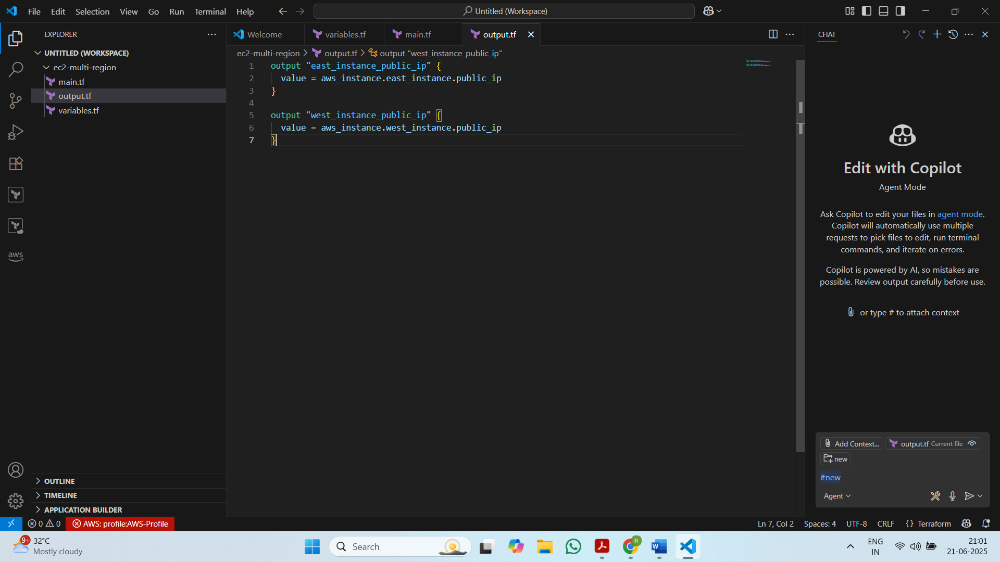 File Edit Selection View Go Run Terminal Help
Untitled (Workspace)
EXPLORER
UNTITLED (WORKSPACE)
ec2-multi-region
main.tf
output.tf
variables.tf
OUTLINE
TIMELINE
APPLICATION BUILDER
aws
Welcome variables.tf main.tf output.tf
ec2-multi-region > output.tf > output "west_instance_public_ip"
1 output "east_instance_public_ip" {
2 value = aws_instance.east_instance.public_ip
3 }
4
5 output "west_instance_public_ip" {
6 value = aws_instance.west_instance.public_ip
7 }
CHAT
Edit with Copilot
Agent Mode
Ask Copilot to edit your files in agent mode.
Copilot will automatically use multiple
requests to pick files to edit, run terminal
commands, and iterate on errors.
Copilot is powered by AI, so mistakes are
possible. Review output carefully before use.
or type # to attach context
Add Context... output.tf Current file
new
#new
Agent
0 0 AWS: profile:AWS-Profile
Ln 7, Col 2 Spaces: 4 UTF-8 CRLF {} Terraform
9+ 32°C
Mostly cloudy
Search
R
W
ENG
IN
21:01
21-06-2025